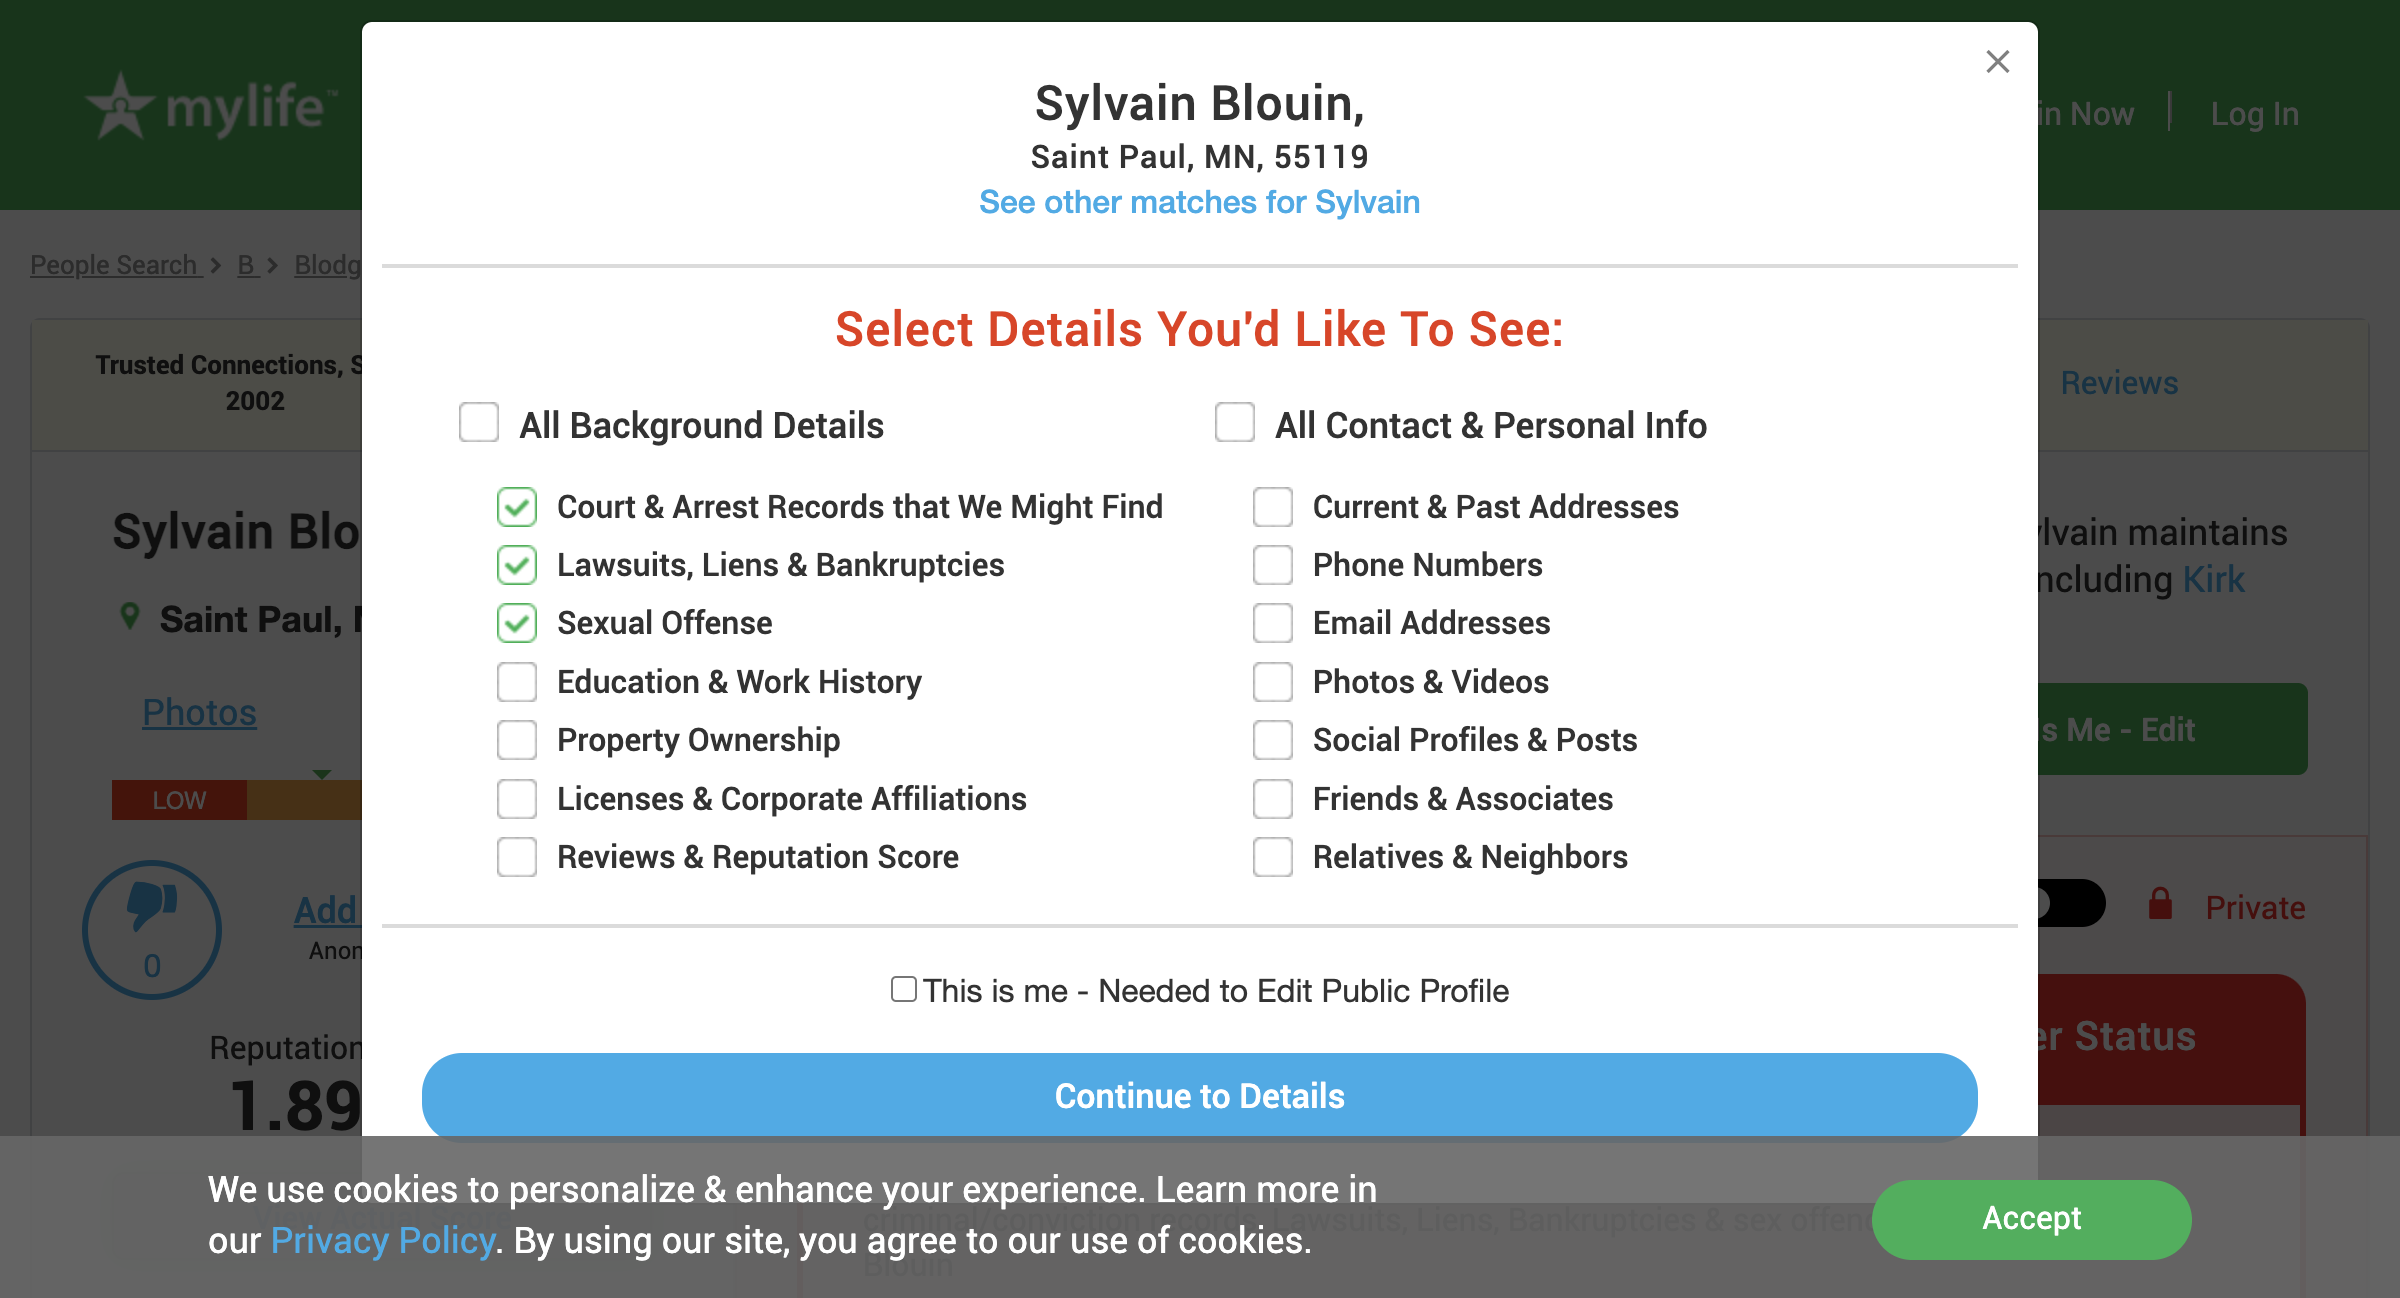 mylife™
in Now | Log In
People Search > B > Blodg
Trusted Connections, S
2002
Reviews
Sylvain Blo
Saint Paul,
Photos
LOW
0
Add
Anon
Reputation
1.89
ylvain maintains
ncluding Kirk
s Me - Edit
Private
er Status
Sylvain Blouin,
Saint Paul, MN, 55119
See other matches for Sylvain
Select Details You'd Like To See:
All Background Details
Court & Arrest Records that We Might Find
Lawsuits, Liens & Bankruptcies
Sexual Offense
Education & Work History
Property Ownership
Licenses & Corporate Affiliations
Reviews & Reputation Score
All Contact & Personal Info
Current & Past Addresses
Phone Numbers
Email Addresses
Photos & Videos
Social Profiles & Posts
Friends & Associates
Relatives & Neighbors
This is me - Needed to Edit Public Profile
Continue to Details
We use cookies to personalize & enhance your experience. Learn more in
our Privacy Policy. By using our site, you agree to our use of cookies.
Accept
criminal/conviction records, Lawsuits, Liens, Bankruptcies & sex offen
Blouin